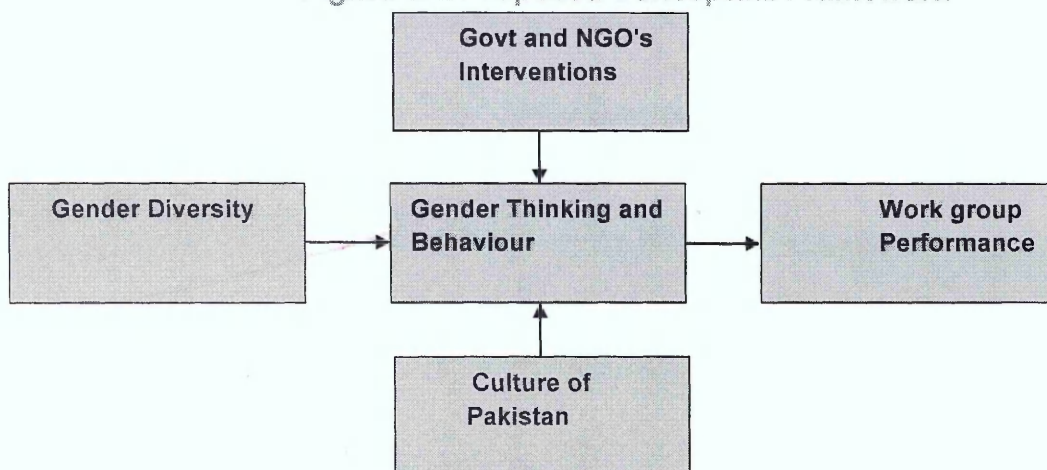 Govt and NGO's
Interventions
Gender Diversity
Gender Thinking and
Behaviour
Work group
Performance
Culture of
Pakistan